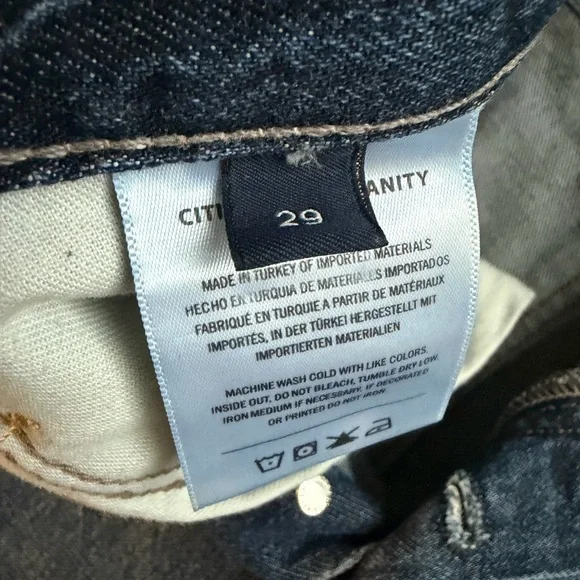 CITI ANITY
29
MADE IN TURKEY OF IMPORTED MATERIALS
HECHO EN TURQUIA DE MATERIALES IMPORTADOS
FABRIQUÉ EN TURQUIE A PARTIR DE MATÉRIAUX
IMPORTÉS, IN DER TÜRKEI HERGESTELLT MIT
IMPORTIERTEN MATERIALIEN
MACHINE WASH COLD WITH LIKE COLORS.
INSIDE OUT, DO NOT BLEACH, TUMBLE DRY LOW.
IRON MEDIUM IF NECESSARY. IF DECORATED
OR PRINTED DO NOT IRON.